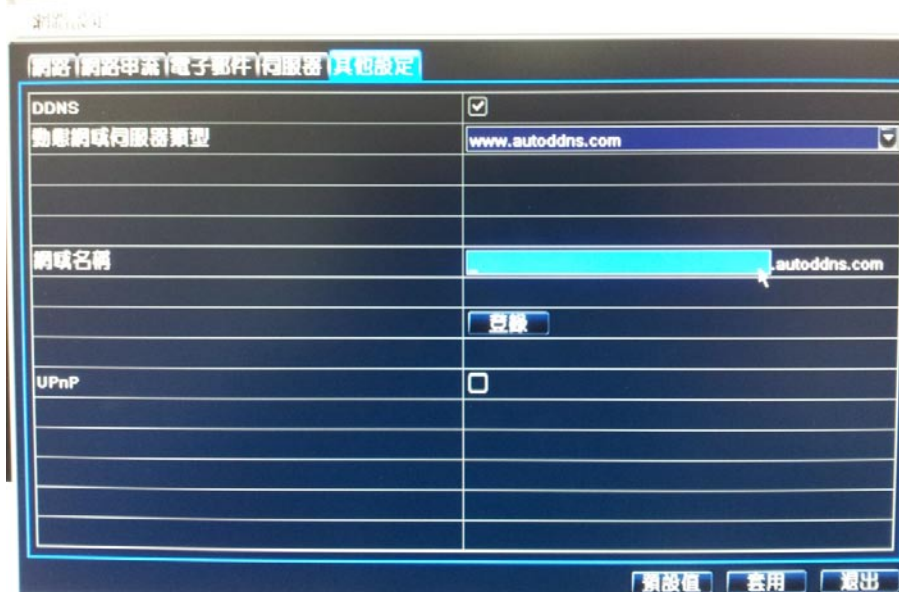 網路 網路串流 電子郵件 伺服器 其他設定
DDNS
動態網域伺服器類型 www.autoddns.com
網域名稱 .autoddns.com
登錄
UPnP
預設值 套用 退出